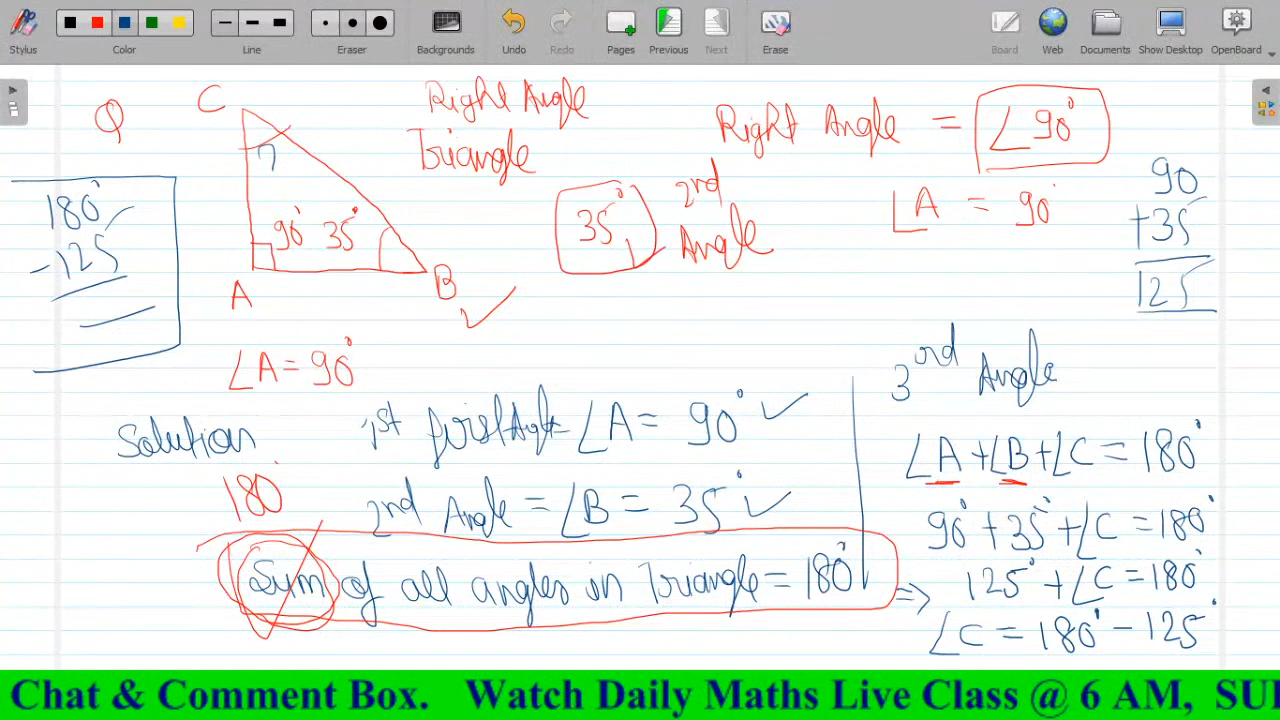 Stylus
Color
Line
Eraser
Backgrounds
Undo
Redo
Pages
Previous
Next
Erase
Board
Web
Documents
Show Desktop
OpenBoard
Q
C
Right Angle
Triangle
Right Angle = ∠90°
90° 35°
A
B
35° 2nd Angle
∠A = 90°
90
+35
125
180°
-125
∠A = 90°
Solution
1st first Angle = ∠A = 90° ✓
2nd Angle = ∠B = 35° ✓
180°
Sum of all angles in Triangle = 180°
3rd Angle
∠A+∠B+∠C = 180°
90° + 35° + ∠C = 180°
⇒ 125° + ∠C = 180°
∠C = 180° - 125°
Chat & Comment Box. Watch Daily Maths Live Class @ 6 AM,